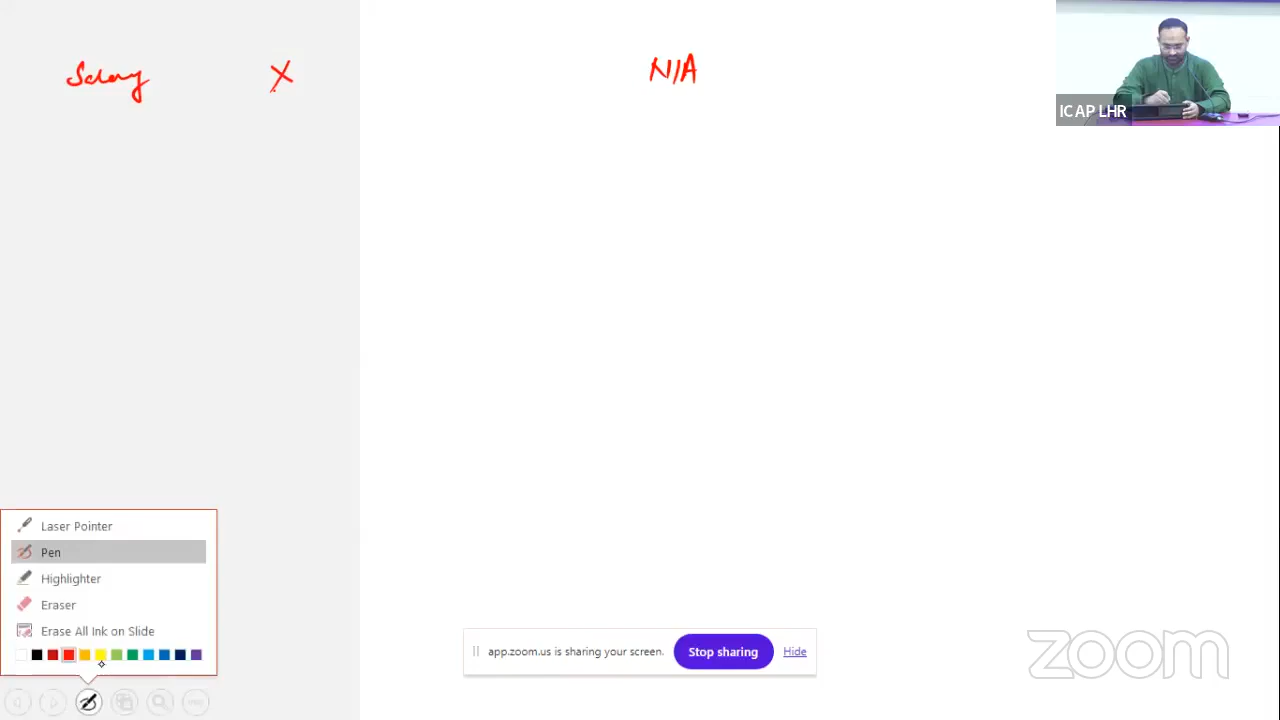 Salary X N/A
ICAP LHR
Laser Pointer
Pen
Highlighter
Eraser
Erase All Ink on Slide
app.zoom.us is sharing your screen. Stop sharing Hide
zoom